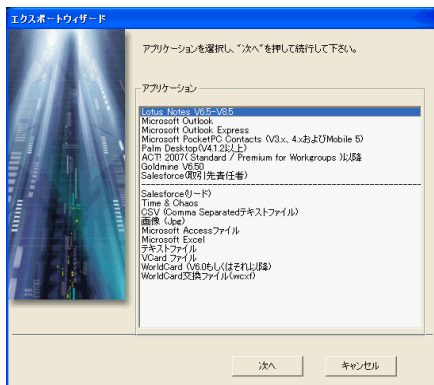 エクスポートウィザード
アプリケーションを選択し、"次へ"を押して続行して下さい。
アプリケーション
Lotus Notes V6.5-V8.5
Microsoft Outlook
Microsoft Outlook Express
Microsoft PocketPC Contacts (V3.x、4.xおよびMobile 5)
Palm Desktop(V4.1.2以上)
ACT! 2007( Standard / Premium for Workgroups )以降
Goldmine V6.50
Salesforce(取引先責任者)
Salesforce(リード)
Time & Chaos
CSV (Comma Separatedテキストファイル)
画像 (Jpg)
Microsoft Accessファイル
Microsoft Excel
テキストファイル
VCard ファイル
WorldCard (V6.0もしくはそれ以降)
WorldCard交換ファイル(wcxf)
次へ キャンセル